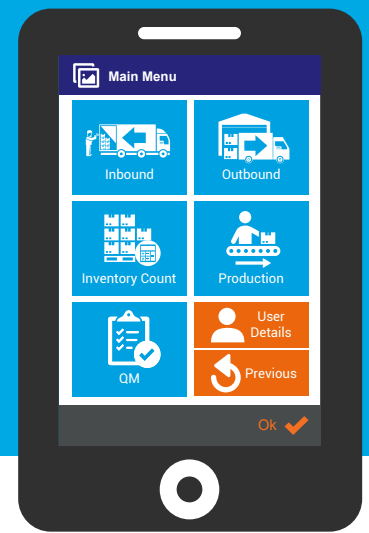 Main Menu
Inbound
Outbound
Inventory Count
Production
QM
User
Details
Previous
Ok